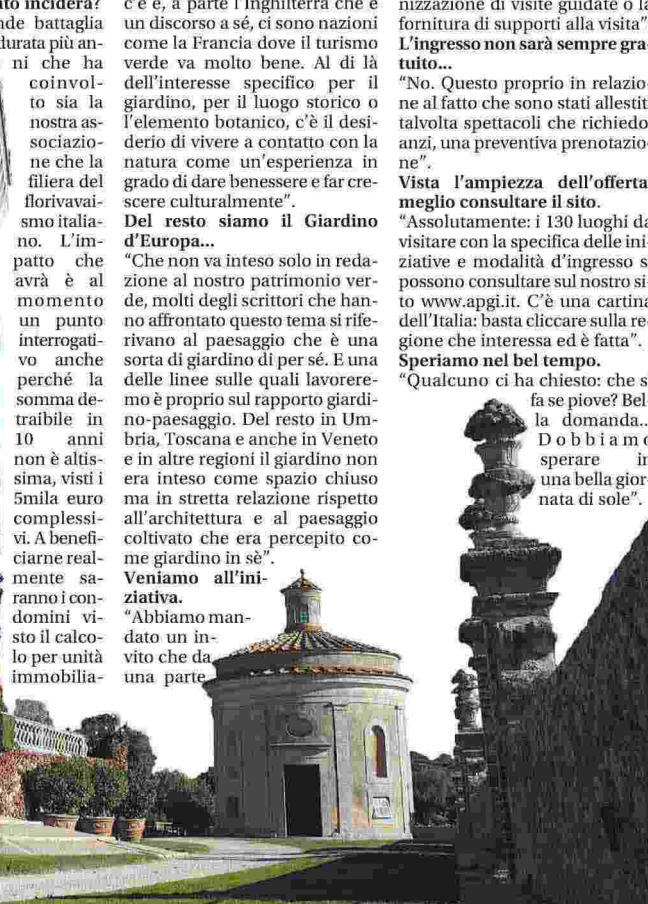 to inciderà?
nde battaglia
durata più an-
ni che ha
coinvol-
to sia la
nostra as-
sociazio-
ne che la
filiera del
florivavai-
smo italia-
no. L'im-
patto che
avrà è al
momento
un punto
interrogati-
vo anche
perché la
somma de-
traibile in
10 anni
non è altis-
sima, visti i
5mila euro
complessi-
vi. A benefi-
ciarne real-
mente sa-
ranno i con-
domini vi-
sto il calco-
lo per unità
immobilia-
c'è e, a parte l'Inghilterra che è
un discorso a sé, ci sono nazioni
come la Francia dove il turismo
verde va molto bene. Al di là
dell'interesse specifico per il
giardino, per il luogo storico o
l'elemento botanico, c'è il desi-
derio di vivere a contatto con la
natura come un'esperienza in
grado di dare benessere e far cre-
scere culturalmente".
Del resto siamo il Giardino
d'Europa...
"Che non va inteso solo in reda-
zione al nostro patrimonio ver-
de, molti degli scrittori che han-
no affrontato questo tema si rife-
rivano al paesaggio che è una
sorta di giardino di per sé. E una
delle linee sulle quali lavorere-
mo è proprio sul rapporto giardi-
no-paesaggio. Del resto in Um-
bria, Toscana e anche in Veneto
e in altre regioni il giardino non
era inteso come spazio chiuso
ma in stretta relazione rispetto
all'architettura e al paesaggio
coltivato che era percepito co-
me giardino in sè".
Veniamo all'ini-
ziativa.
"Abbiamo man-
dato un in-
vito che da
una parte
nizzazione di visite guidate o la
fornitura di supporti alla visita"
L'ingresso non sarà sempre gra-
tuito...
"No. Questo proprio in relazio-
ne al fatto che sono stati allestit
talvolta spettacoli che richiedo
anzi, una preventiva prenotazio-
ne".
Vista l'ampiezza dell'offerta
meglio consultare il sito.
"Assolutamente: i 130 luoghi da
visitare con la specifica delle ini-
ziative e modalità d'ingresso s
possono consultare sul nostro si-
to www.apgi.it. C'è una cartina
dell'Italia: basta cliccare sulla re-
gione che interessa ed è fatta".
Speriamo nel bel tempo.
"Qualcuno ci ha chiesto: che s
fa se piove? Bel-
la domanda..
Dobbiamo
sperare in
una bella gior-
nata di sole".